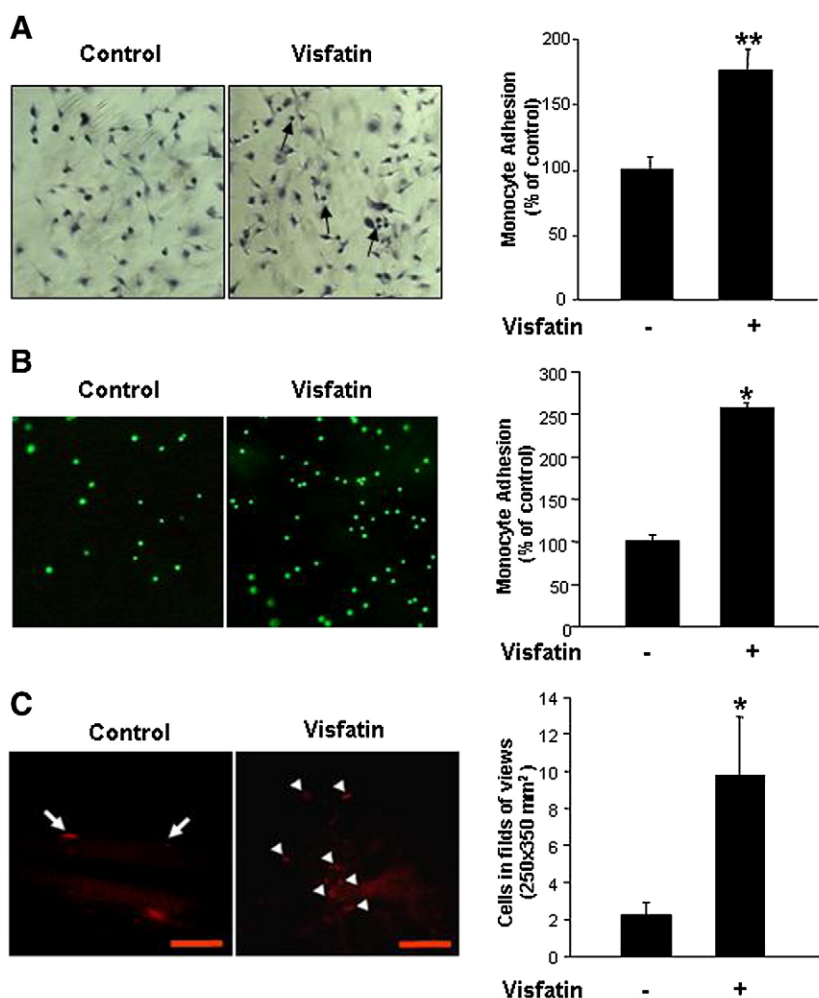 A
Control
Visfatin
Monocyte Adhesion
(% of control)
200
150
100
50
0
**
Visfatin - +
B
Control
Visfatin
Monocyte Adhesion
(% of control)
300
250
200
150
100
50
0
*
Visfatin - +
C
Control
Visfatin
Cells in filds of views
(250x350 mm²)
14
12
10
8
6
4
2
0
*
Visfatin - +